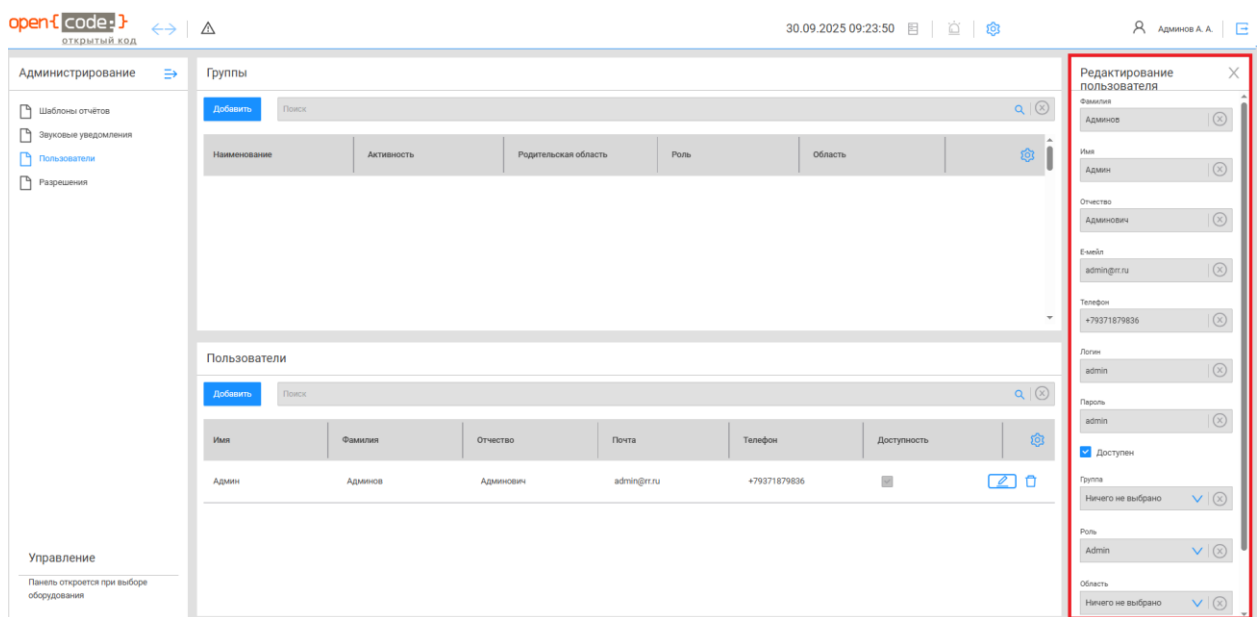 open{ code: }
открытый код
30.09.2025 09:23:50
Админов А. А.
Администрирование
Шаблоны отчётов
Звуковые уведомления
Пользователи
Разрешения
Управление
Панель откроется при выборе
оборудования
Группы
Добавить
Поиск
Наименование
Активность
Родительская область
Роль
Область
Пользователи
Добавить
Поиск
Имя
Фамилия
Отчество
Почта
Телефон
Доступность
Админ
Админов
Админович
admin@rr.ru
+79371879836
Редактирование
пользователя
Фамилия
Админов
Имя
Админ
Отчество
Админович
Е-мейл
admin@rr.ru
Телефон
+79371879836
Логин
admin
Пароль
admin
Доступен
Группа
Ничего не выбрано
Роль
Admin
Область
Ничего не выбрано